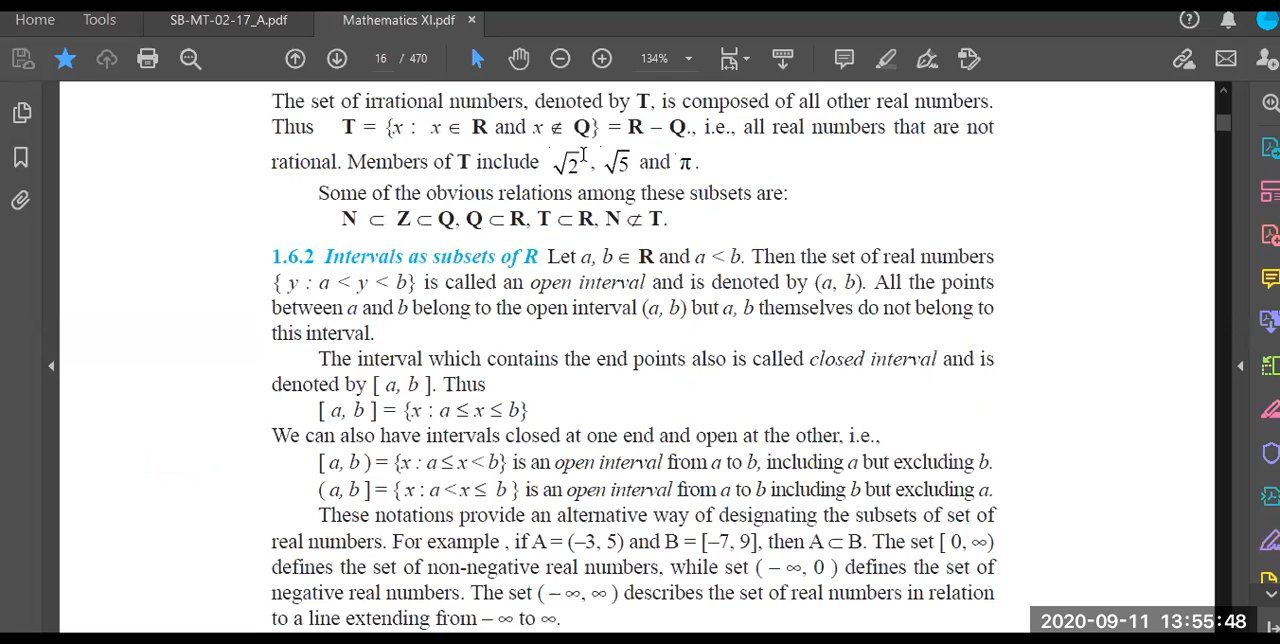 Home Tools SB-MT-02-17_A.pdf Mathematics XI.pdf ×
16 / 470 134%
The set of irrational numbers, denoted by T, is composed of all other real numbers.
Thus T = {x : x ∈ R and x ∉ Q} = R – Q., i.e., all real numbers that are not
rational. Members of T include √2 , √5 and π.
Some of the obvious relations among these subsets are:
N ⊂ Z ⊂ Q, Q ⊂ R, T ⊂ R, N ⊄ T.
1.6.2 Intervals as subsets of R Let a, b ∈ R and a < b. Then the set of real numbers
{ y : a < y < b} is called an open interval and is denoted by (a, b). All the points
between a and b belong to the open interval (a, b) but a, b themselves do not belong to
this interval.
The interval which contains the end points also is called closed interval and is
denoted by [ a, b ]. Thus
[ a, b ] = {x : a ≤ x ≤ b}
We can also have intervals closed at one end and open at the other, i.e.,
[ a, b ) = {x : a ≤ x < b} is an open interval from a to b, including a but excluding b.
( a, b ] = { x : a < x ≤ b } is an open interval from a to b including b but excluding a.
These notations provide an alternative way of designating the subsets of set of
real numbers. For example , if A = (–3, 5) and B = [–7, 9], then A ⊂ B. The set [ 0, ∞)
defines the set of non-negative real numbers, while set ( – ∞, 0 ) defines the set of
negative real numbers. The set ( – ∞, ∞ ) describes the set of real numbers in relation
to a line extending from – ∞ to ∞.
2020-09-11 13:55:48